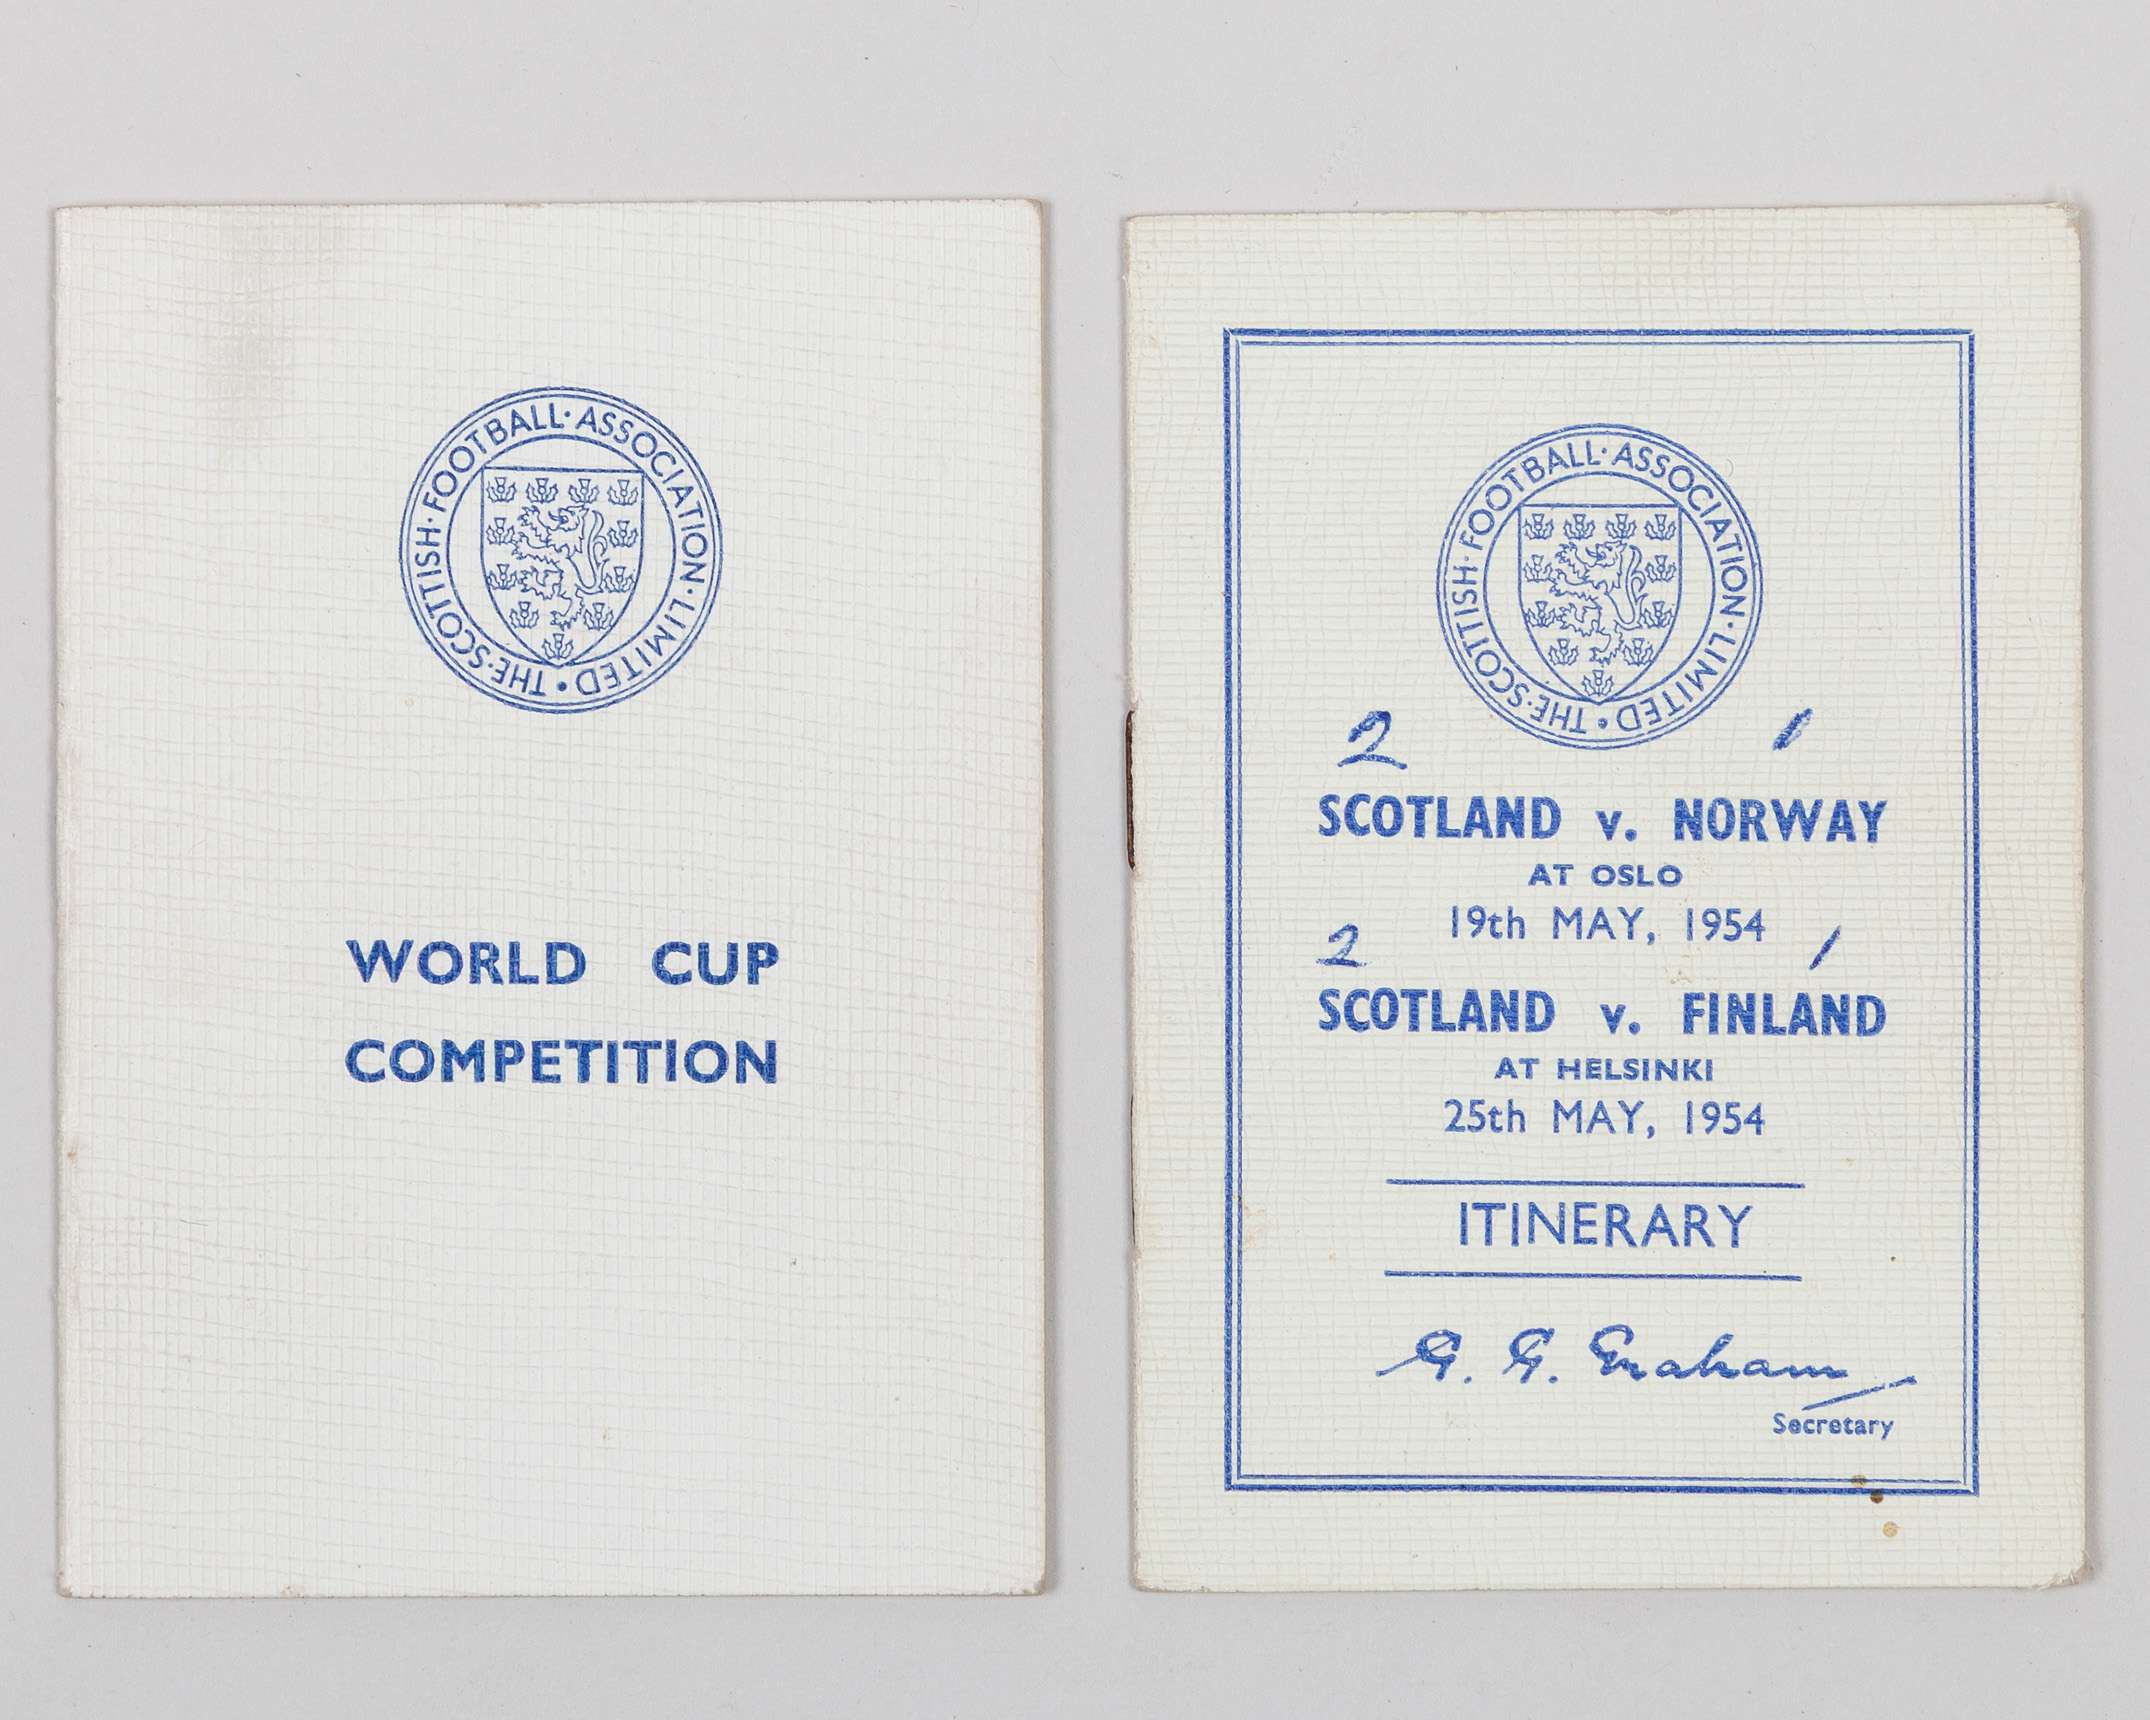 THE · SCOTTISH · FOOTBALL · ASSOCIATION · LIMITED ·
WORLD CUP
COMPETITION
THE · SCOTTISH · FOOTBALL · ASSOCIATION · LIMITED ·
2 1
SCOTLAND v. NORWAY
AT OSLO
19th MAY, 1954
2 1
SCOTLAND v. FINLAND
AT HELSINKI
25th MAY, 1954
ITINERARY
G. G. Graham
Secretary